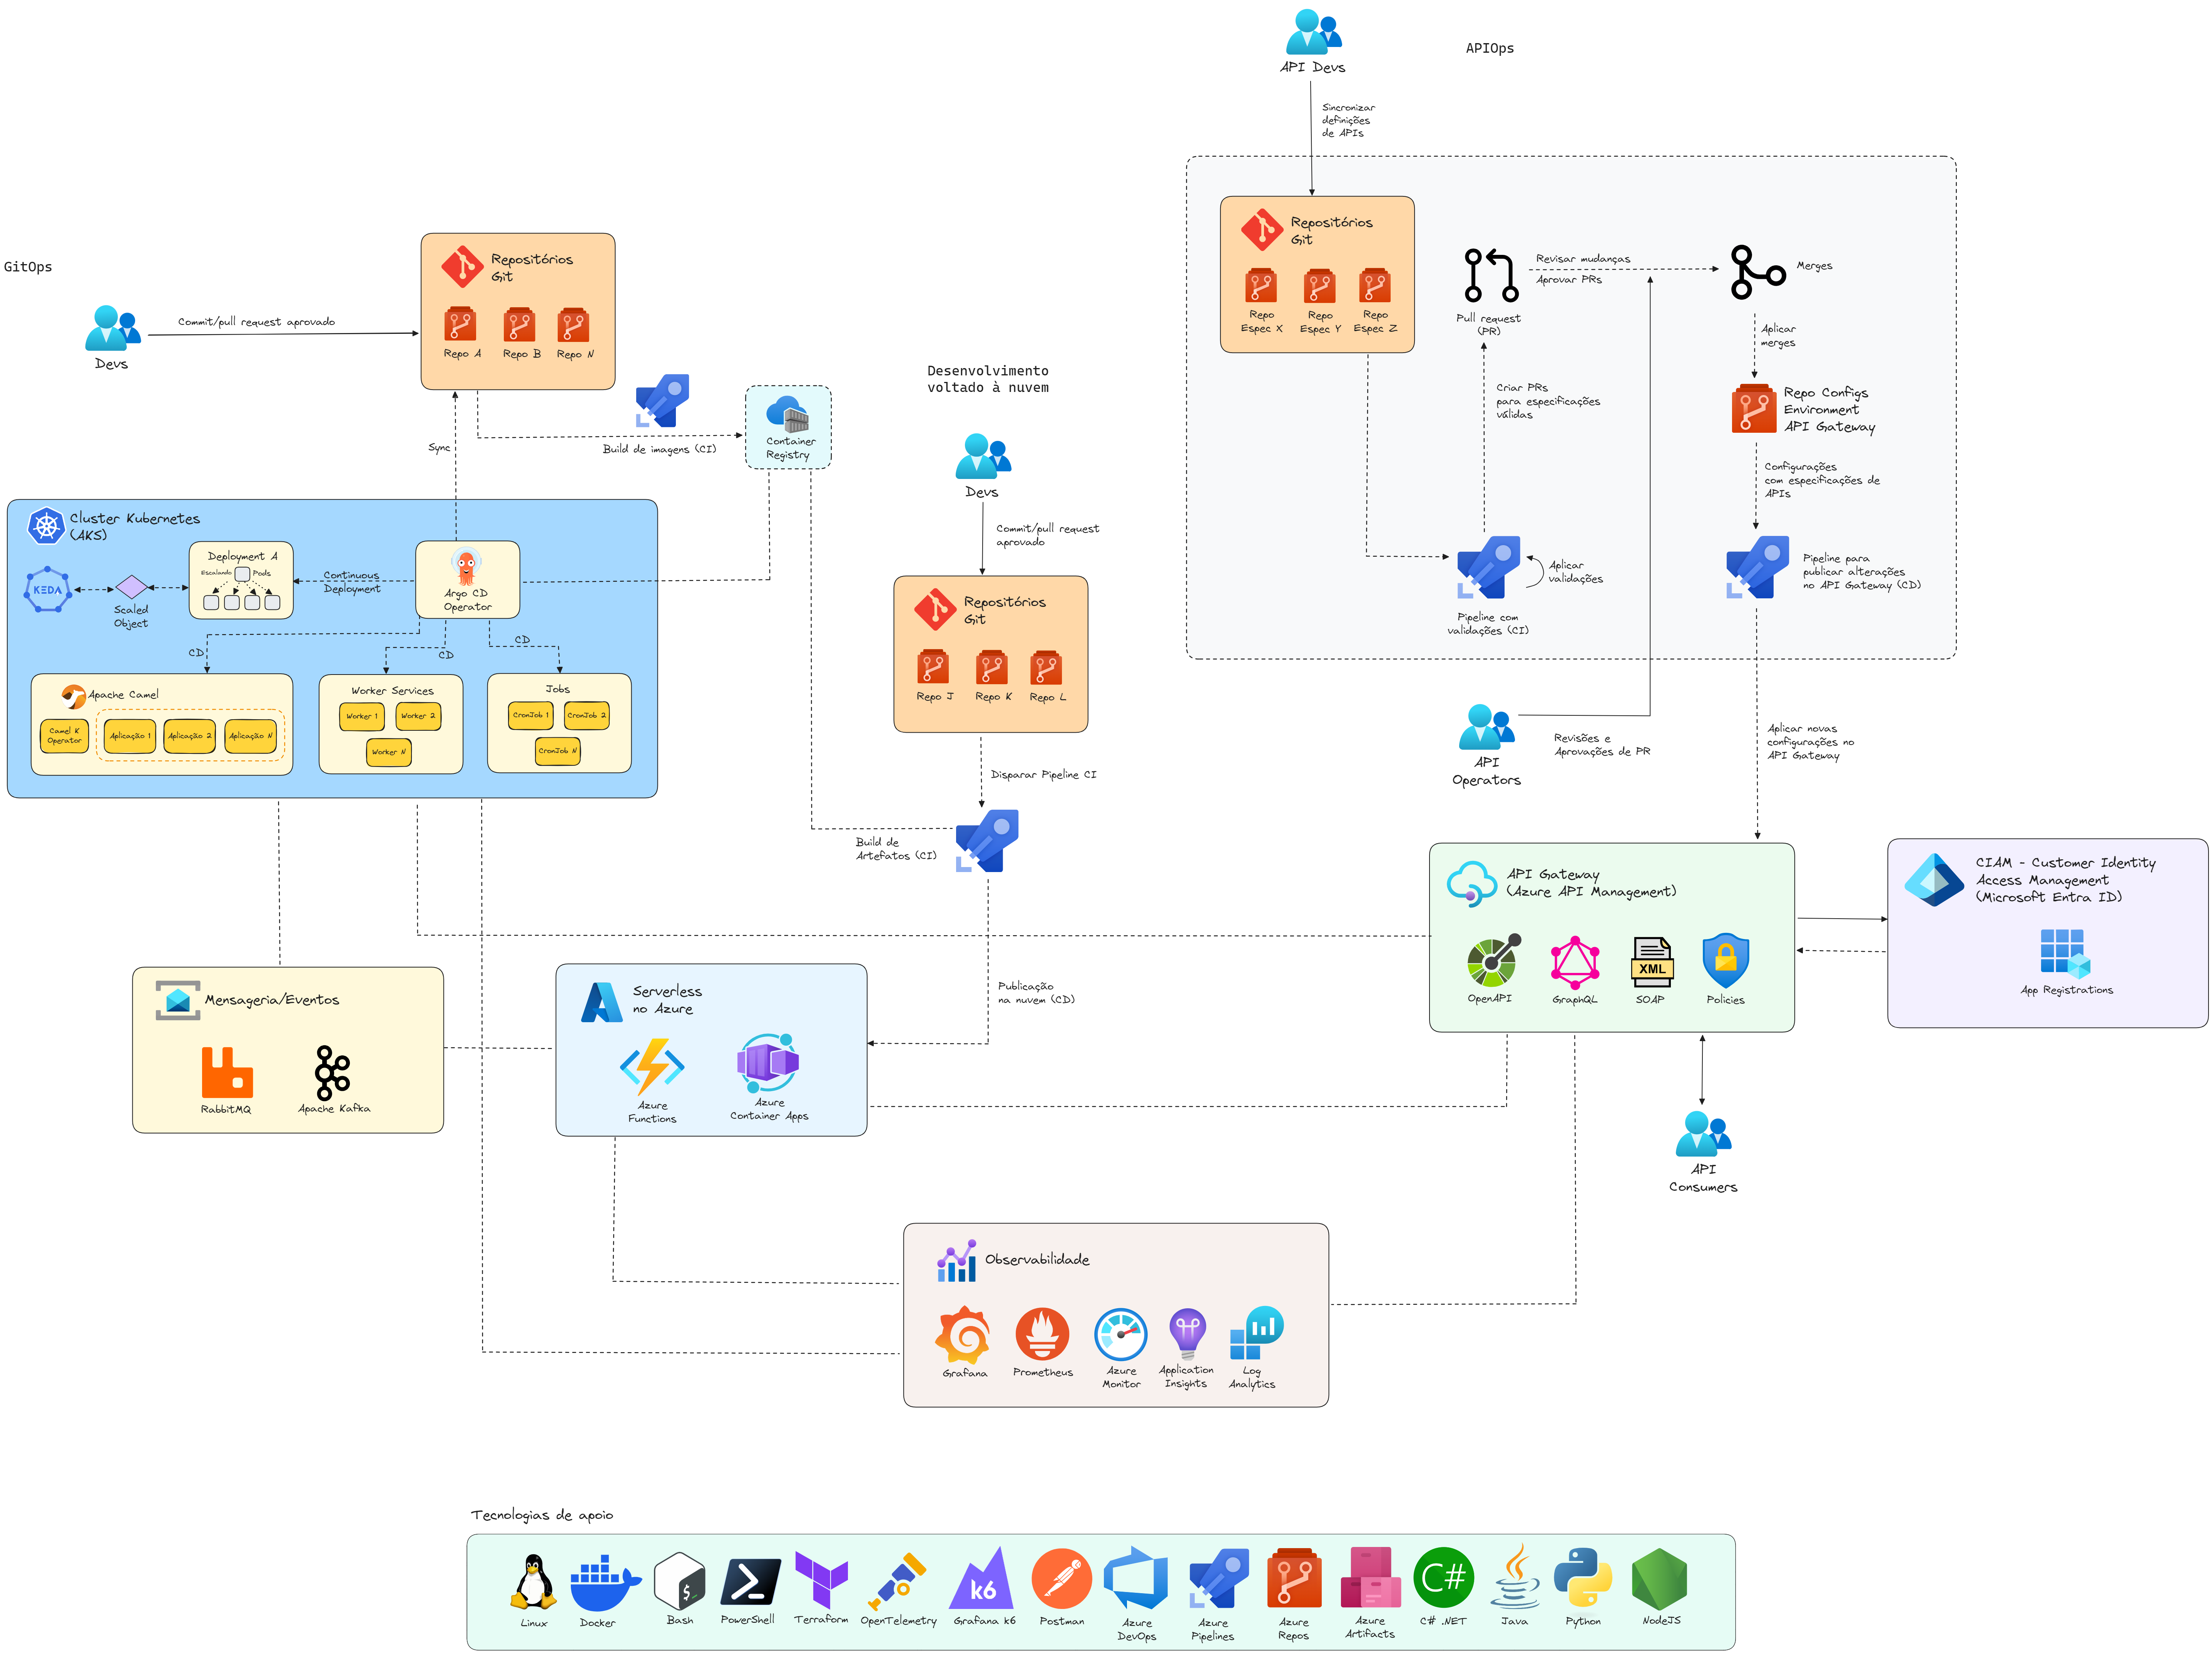 API Devs
APIOps
Sincronizar
definições
de APIs
Repositórios
Git
Repo
Espec X
Repo
Espec Y
Repo
Espec Z
Pull request
(PR)
Revisar mudanças
Aprovar PRs
Merges
Aplicar
merges
Repo Configs
Environment
API Gateway
Criar PRs
para especificações
válidas
Configurações
com especificações de
APIs
Aplicar
validações
Pipeline com
validações (CI)
Pipeline para
publicar alterações
no API Gateway (CD)
API
Operators
Revisões e
Aprovações de PR
Aplicar novas
configurações no
API Gateway
GitOps
Devs
Commit/pull request aprovado
Repositórios
Git
Repo A
Repo B
Repo N
Sync
Build de imagens (CI)
Container
Registry
Desenvolvimento
voltado à nuvem
Devs
Commit/pull request
aprovado
Repositórios
Git
Repo J
Repo K
Repo L
Disparar Pipeline CI
Build de
Artefatos (CI)
Publicação
na nuvem (CD)
Cluster Kubernetes
(AKS)
KEDA
Scaled
Object
Deployment A
Escalando
Pods
Continuous
Deployment
Argo CD
Operator
CD
CD
CD
Apache Camel
Camel K
Operator
Aplicação 1
Aplicação 2
Aplicação N
Worker Services
Worker 1
Worker 2
Worker N
Jobs
CronJob 1
CronJob 2
CronJob N
Mensageria/Eventos
RabbitMQ
Apache Kafka
Serverless
no Azure
Azure
Functions
Azure
Container Apps
API Gateway
(Azure API Management)
OpenAPI
GraphQL
XML
SOAP
Policies
CIAM - Customer Identity
Access Management
(Microsoft Entra ID)
App Registrations
API
Consumers
Observabilidade
Grafana
Prometheus
Azure
Monitor
Application
Insights
Log
Analytics
Tecnologias de apoio
Linux
Docker
$
Bash
PowerShell
Terraform
OpenTelemetry
k6
Grafana k6
Postman
Azure
DevOps
Azure
Pipelines
Azure
Repos
Azure
Artifacts
C#
C# .NET
Java
Python
NodeJS